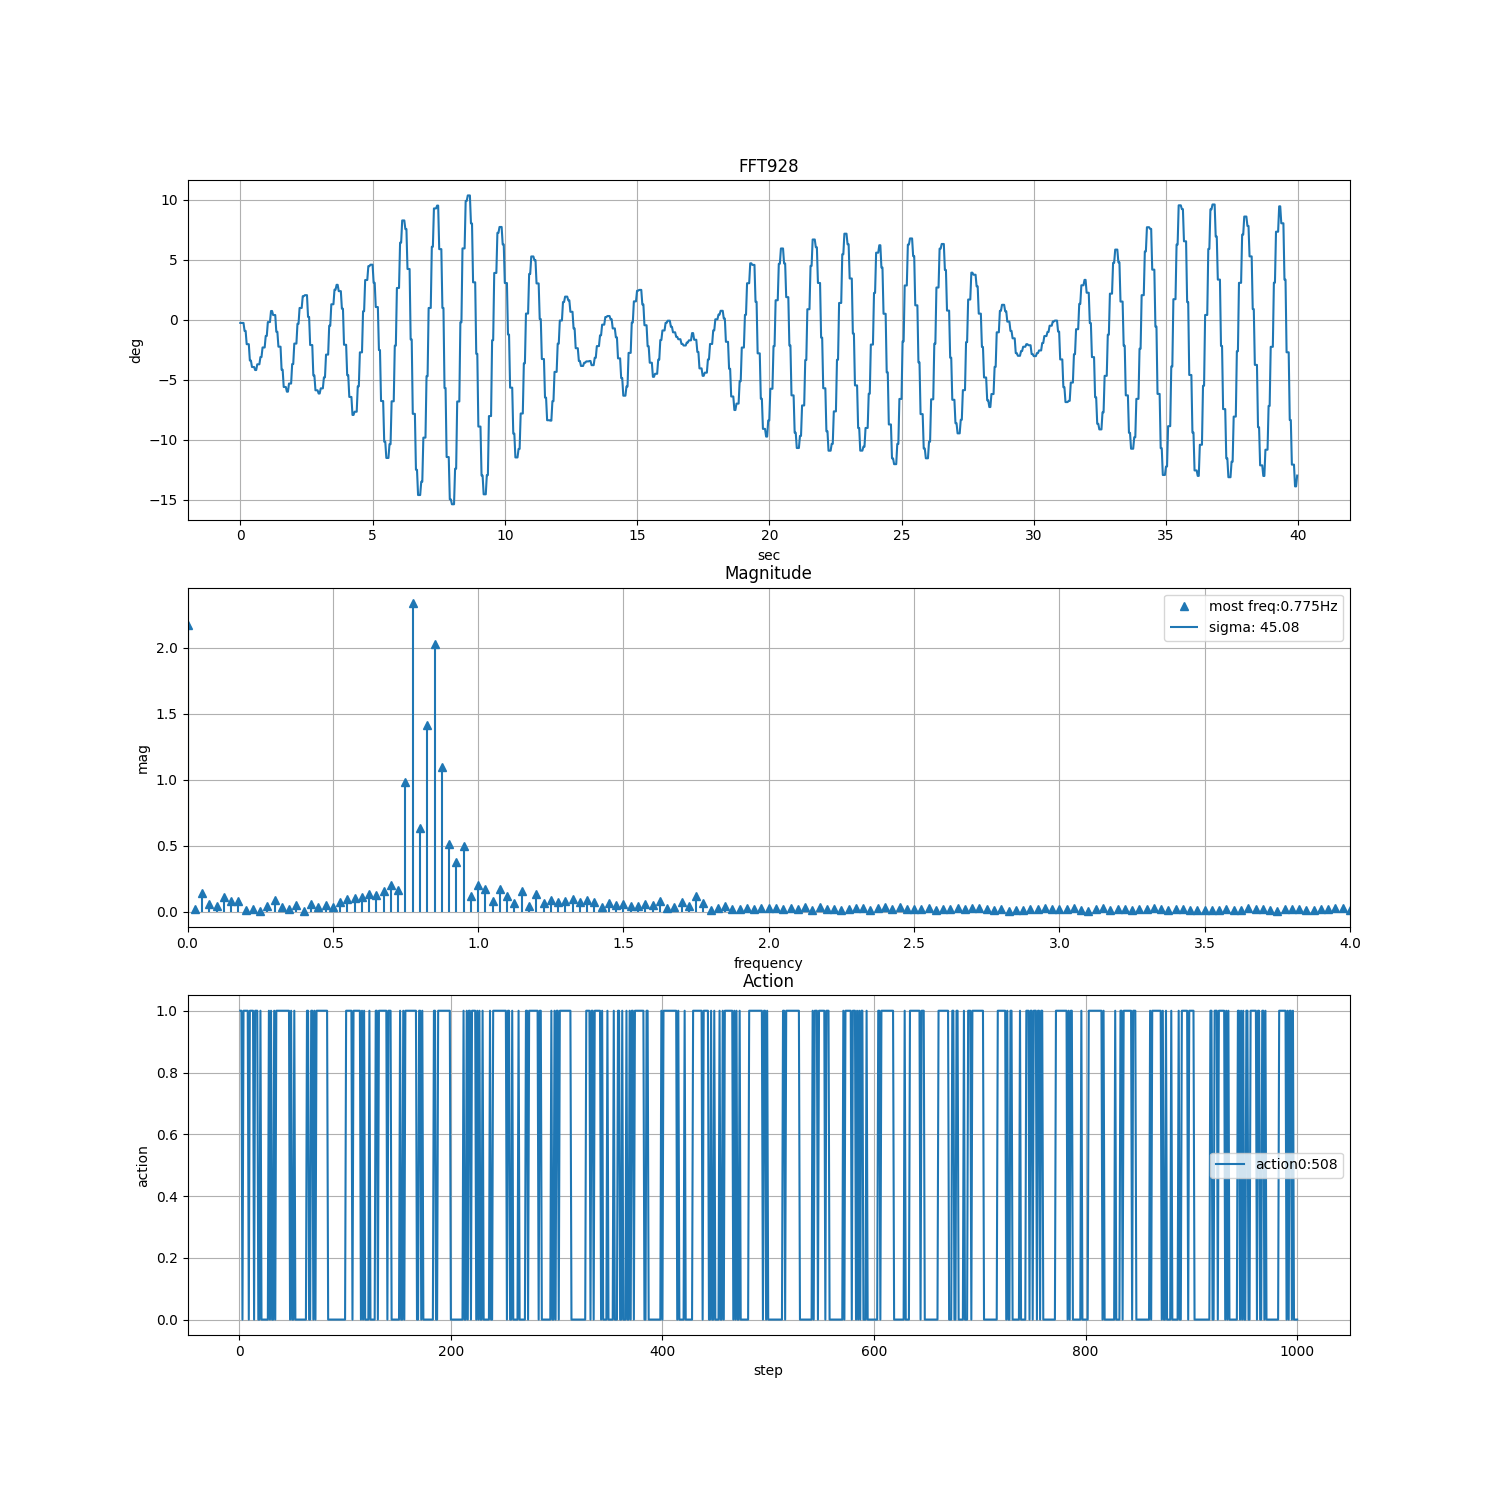 FFT928
10
5
0
−5
−10
−15
deg
0 5 10 15 20 25 30 35 40
sec
Magnitude
most freq:0.775Hz
sigma: 45.08
2.0
1.5
1.0
0.5
0.0
mag
0.0 0.5 1.0 1.5 2.0 2.5 3.0 3.5 4.0
frequency
Action
1.0
0.8
0.6
0.4
0.2
0.0
action
action0:508
0 200 400 600 800 1000
step